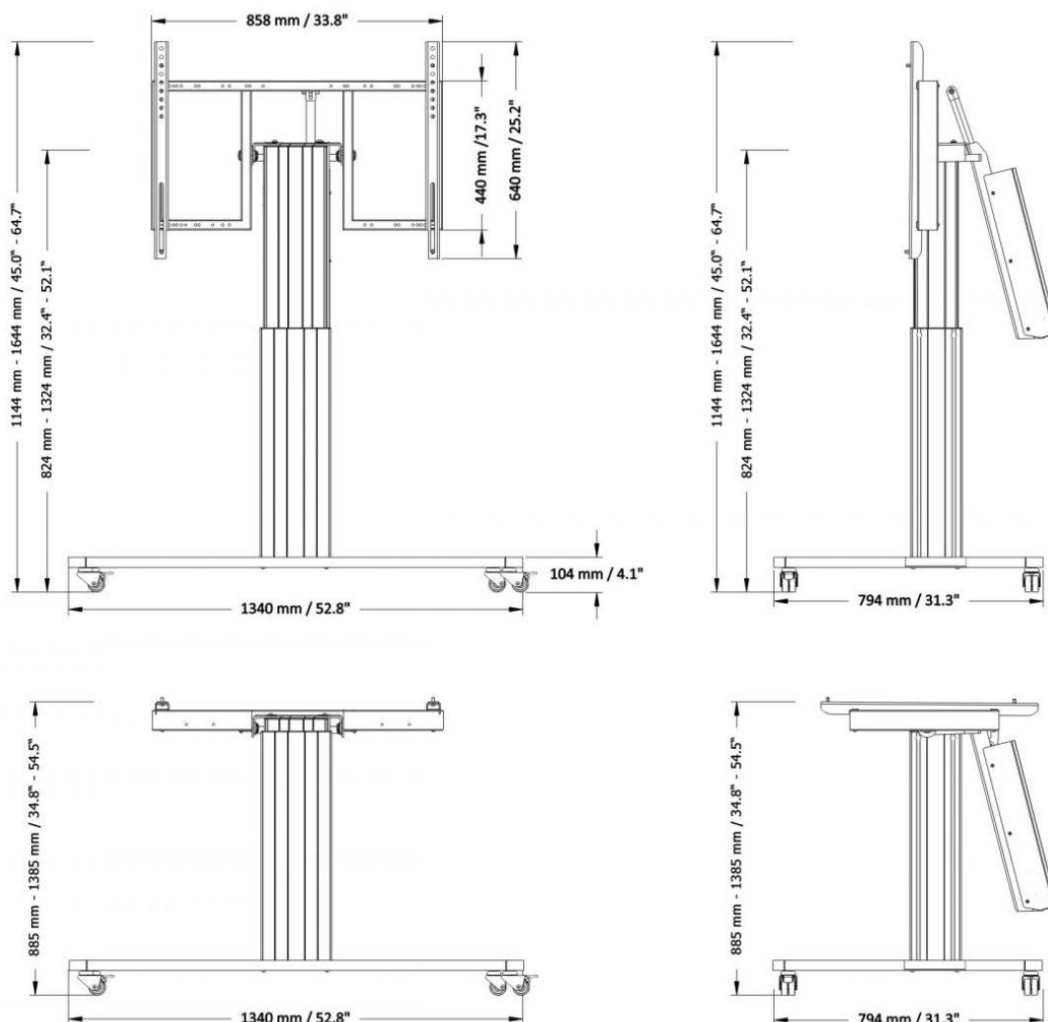 858 mm / 33.8"
1144 mm - 1644 mm / 45.0" - 64.7"
824 mm - 1324 mm / 32.4" - 52.1"
440 mm /17.3"
640 mm / 25.2"
104 mm / 4.1"
1340 mm / 52.8"
1144 mm - 1644 mm / 45.0" - 64.7"
824 mm - 1324 mm / 32.4" - 52.1"
794 mm / 31.3"
885 mm - 1385 mm / 34.8" - 54.5"
1340 mm / 52.8"
885 mm - 1385 mm / 34.8" - 54.5"
794 mm / 31.3"